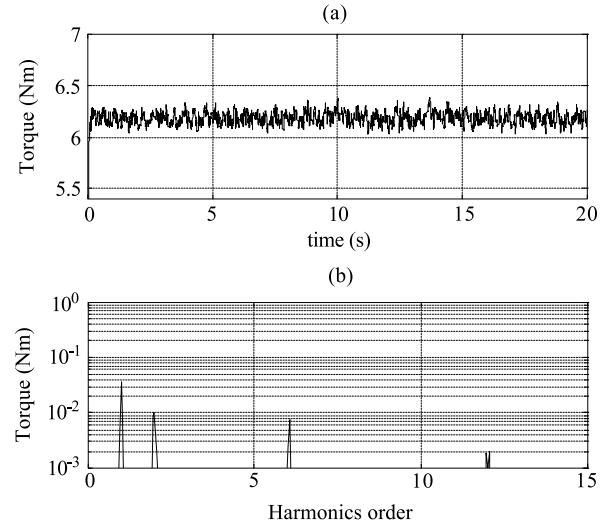 (a)
Torque (Nm)
7
6.5
6
5.5
0 5 10 15 20
time (s)
(b)
Torque (Nm)
10^0
10^-1
10^-2
10^-3
0 5 10 15
Harmonics order